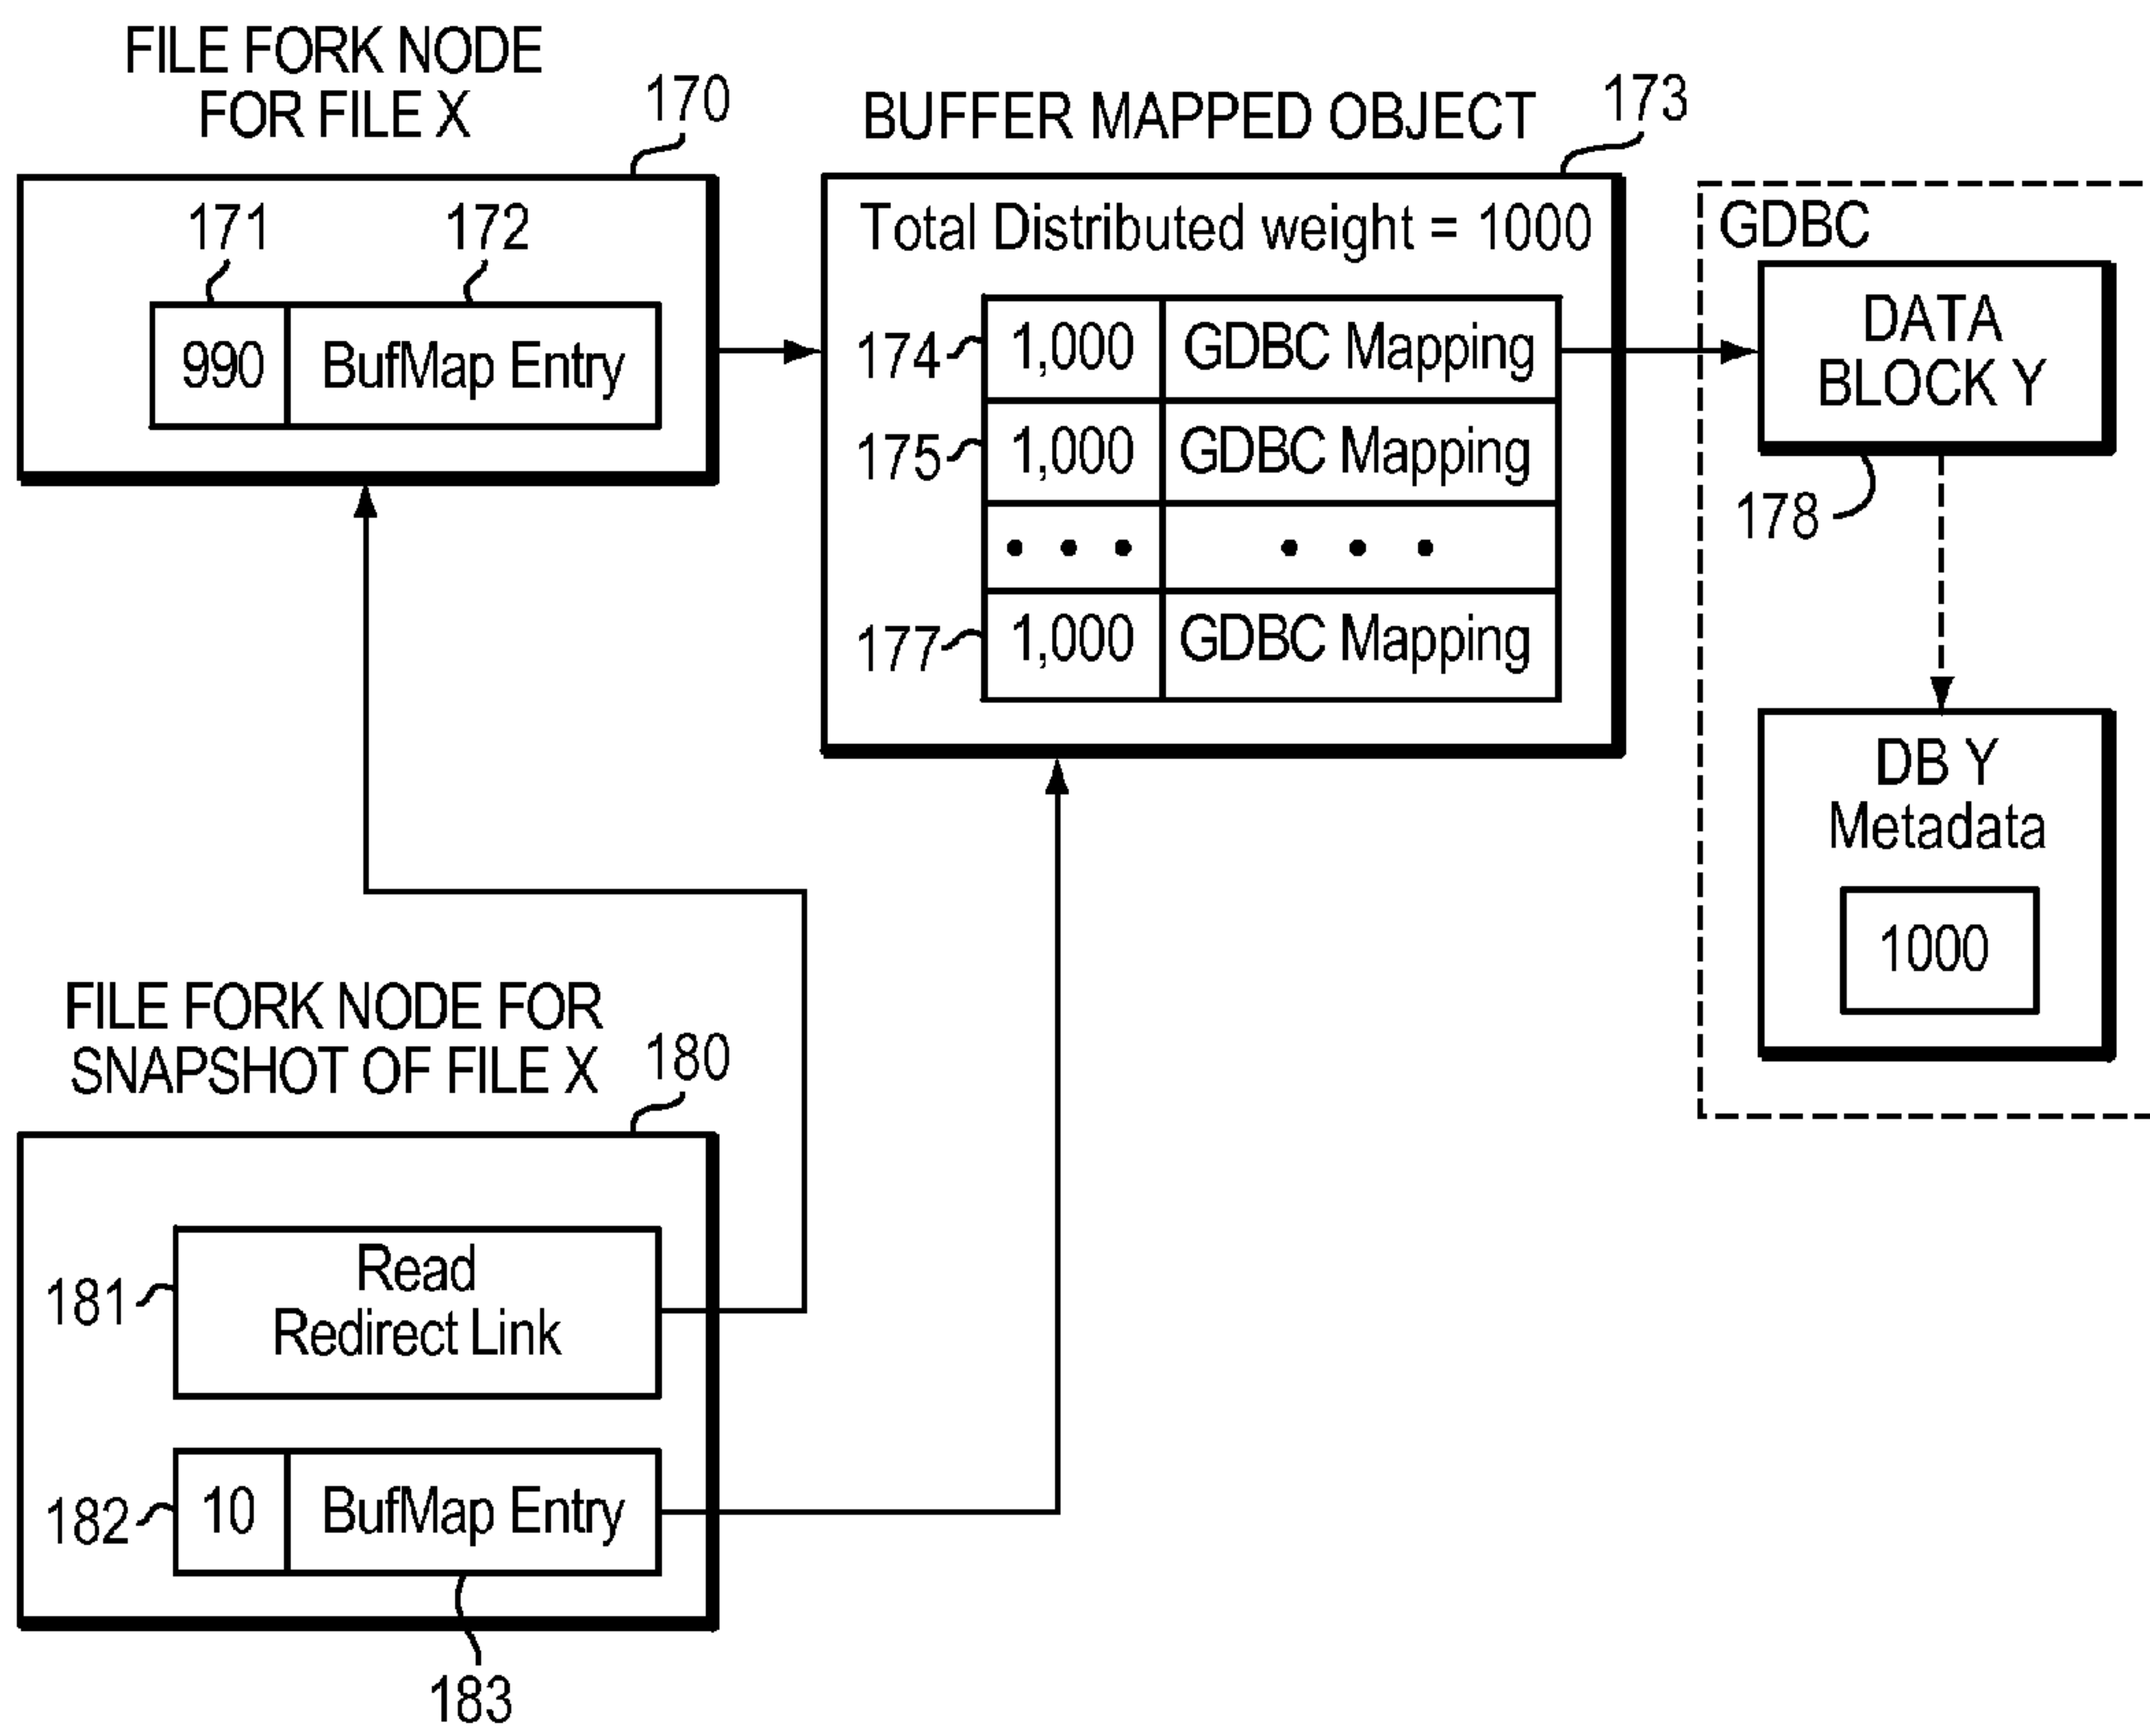 FILE FORK NODE
FOR FILE X
170
171
172
990
BufMap Entry
BUFFER MAPPED OBJECT
173
Total Distributed weight = 1000
174
1,000
GDBC Mapping
175
1,000
GDBC Mapping
• • •
• • •
177
1,000
GDBC Mapping
GDBC
DATA
BLOCK Y
178
DB Y
Metadata
1000
FILE FORK NODE FOR
SNAPSHOT OF FILE X
180
181
Read
Redirect Link
182
10
BufMap Entry
183